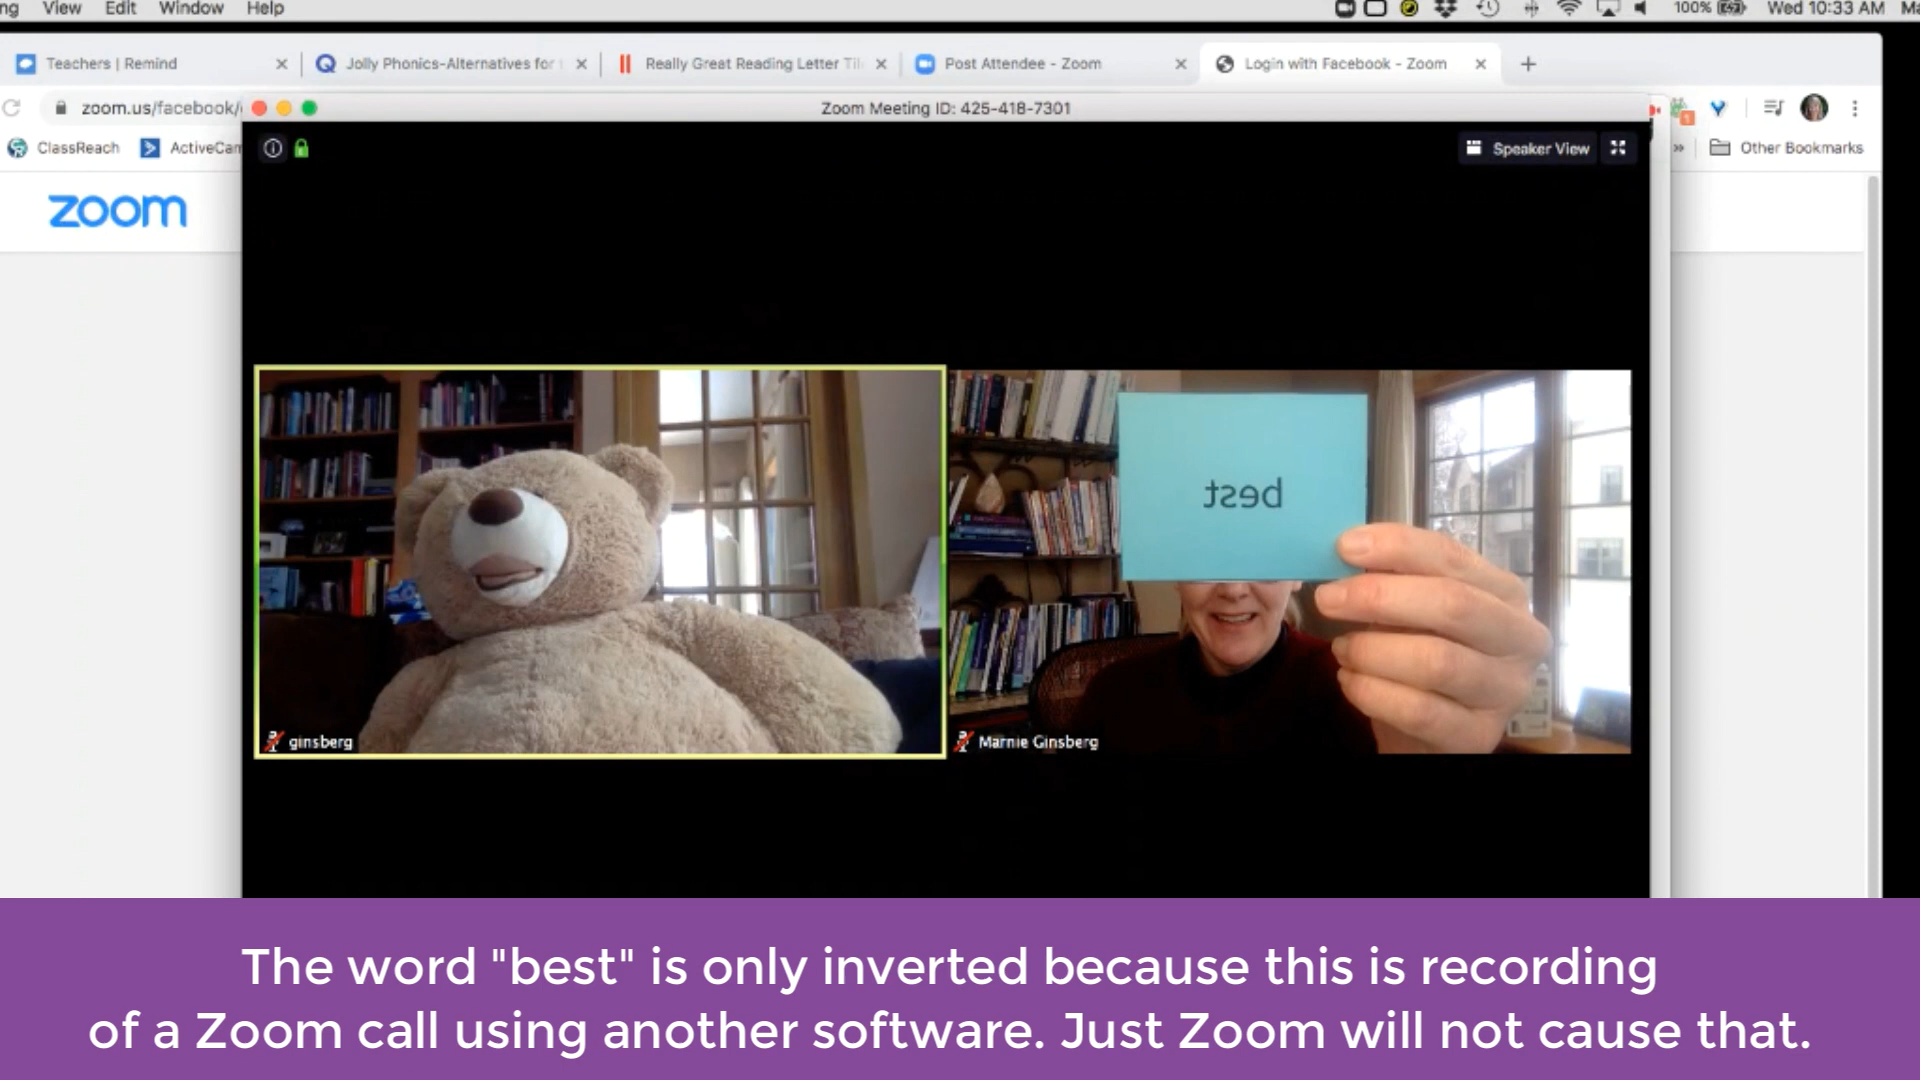 View Edit Window Help
100% Wed 10:33 AM
Teachers | Remind
Jolly Phonics-Alternatives for
Really Great Reading Letter Til
Post Attendee - Zoom
Login with Facebook - Zoom
zoom.us/facebook/
Zoom Meeting ID: 425-418-7301
ClassReach
ActiveCam
Other Bookmarks
Speaker View
zoom
best
ginsberg
Marnie Ginsberg
The word "best" is only inverted because this is recording
of a Zoom call using another software. Just Zoom will not cause that.